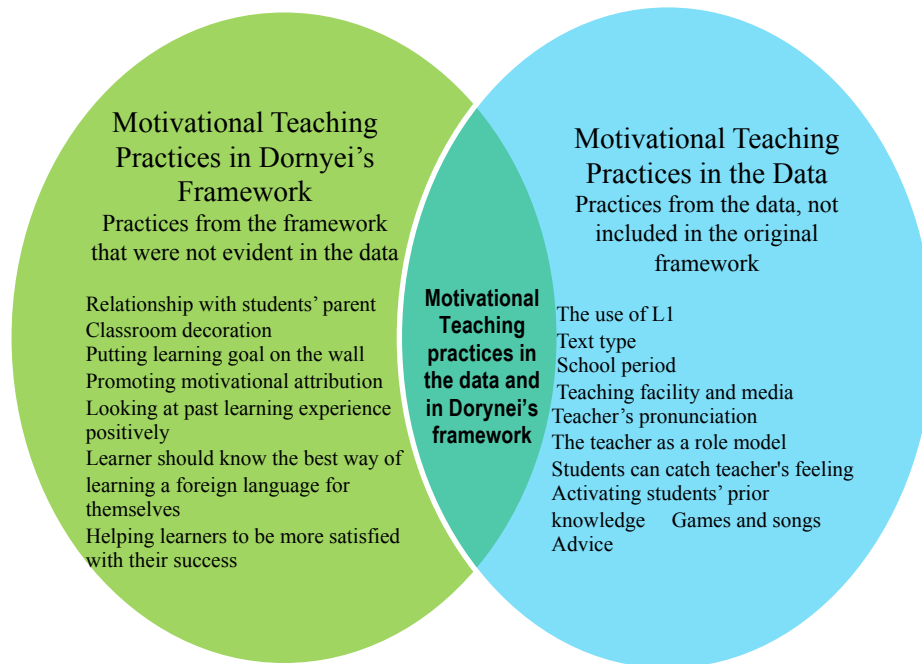 Motivational Teaching
Practices in Dornyei's
Framework
Practices from the framework
that were not evident in the data
Relationship with students' parent
Classroom decoration
Putting learning goal on the wall
Promoting motivational attribution
Looking at past learning experience
positively
Learner should know the best way of
learning a foreign language for
themselves
Helping learners to be more satisfied
with their success
Motivational
Teaching
practices in
the data and
in Dorynei's
framework
Motivational Teaching
Practices in the Data
Practices from the data, not
included in the original
framework
The use of L1
Text type
School period
Teaching facility and media
Teacher's pronunciation
The teacher as a role model
Students can catch teacher's feeling
Activating students' prior
knowledge Games and songs
Advice